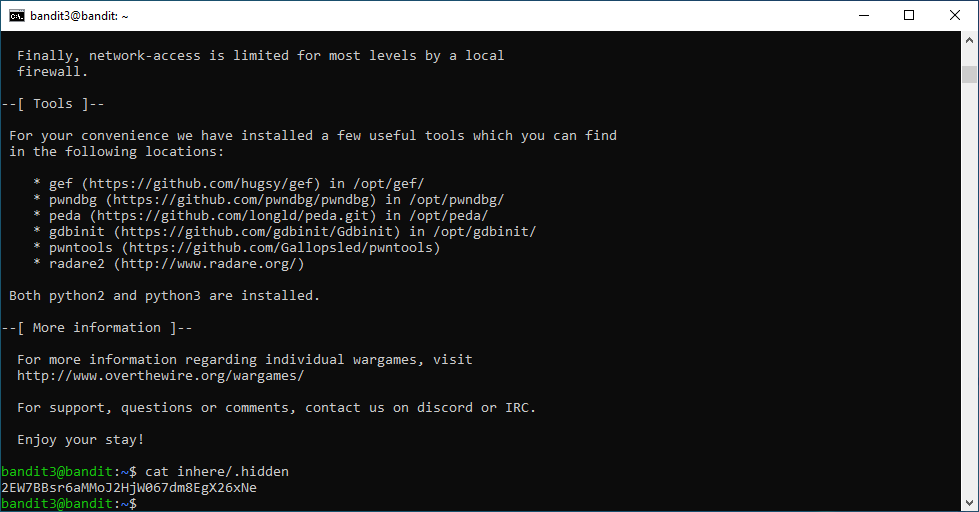 bandit3@bandit: ~
Finally, network-access is limited for most levels by a local
firewall.
--[ Tools ]--
For your convenience we have installed a few useful tools which you can find
in the following locations:
* gef (https://github.com/hugsy/gef) in /opt/gef/
* pwndbg (https://github.com/pwndbg/pwndbg) in /opt/pwndbg/
* peda (https://github.com/longld/peda.git) in /opt/peda/
* gdbinit (https://github.com/gdbinit/Gdbinit) in /opt/gdbinit/
* pwntools (https://github.com/Gallopsled/pwntools)
* radare2 (http://www.radare.org/)
Both python2 and python3 are installed.
--[ More information ]--
For more information regarding individual wargames, visit
http://www.overthewire.org/wargames/
For support, questions or comments, contact us on discord or IRC.
Enjoy your stay!
bandit3@bandit:~$ cat inhere/.hidden
2EW7BBsr6aMMoJ2HjW067dm8EgX26xNe
bandit3@bandit:~$